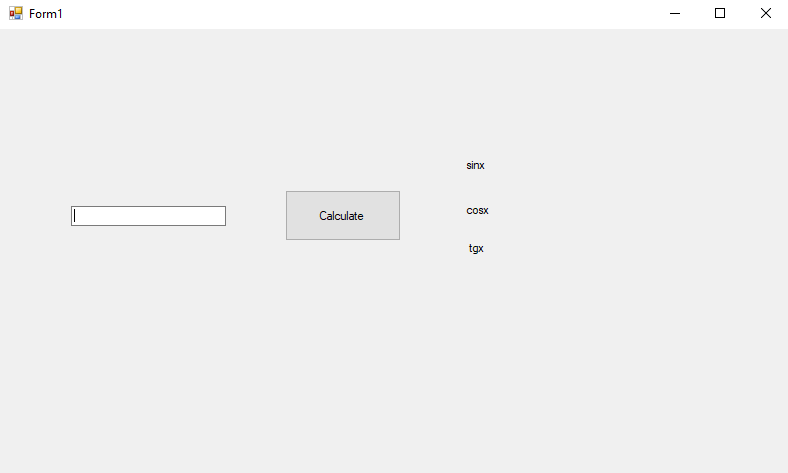 Form1
sinx
cosx
Calculate
tgx